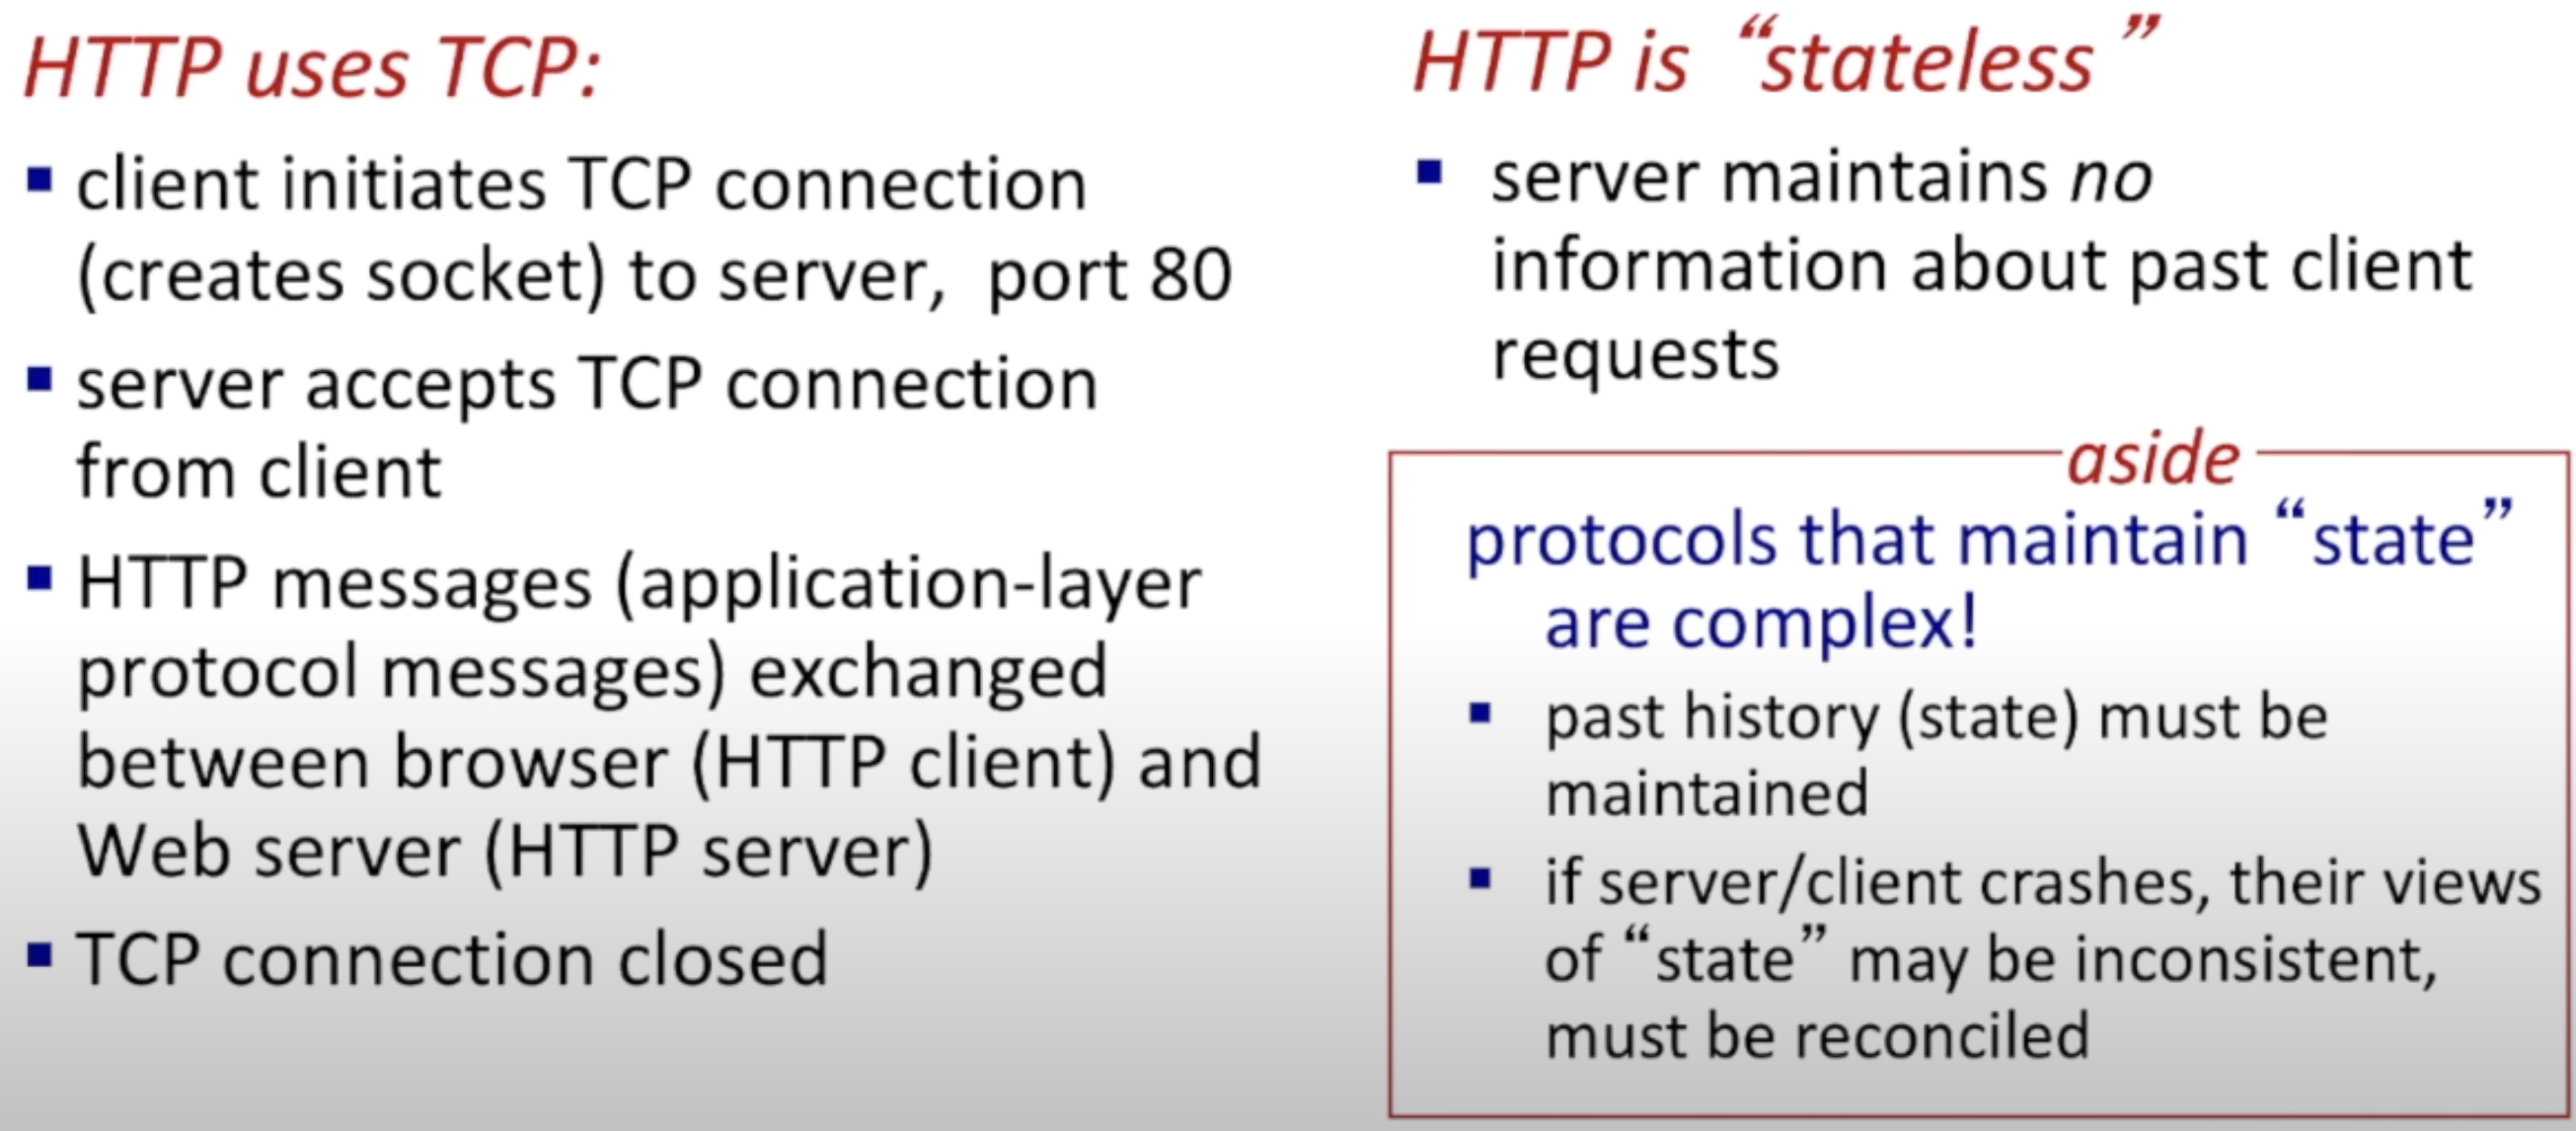 HTTP uses TCP:
▪ client initiates TCP connection
(creates socket) to server, port 80
▪ server accepts TCP connection
from client
▪ HTTP messages (application-layer
protocol messages) exchanged
between browser (HTTP client) and
Web server (HTTP server)
▪ TCP connection closed
HTTP is “stateless”
▪ server maintains no
information about past client
requests
aside
protocols that maintain “state”
are complex!
▪ past history (state) must be
maintained
▪ if server/client crashes, their views
of “state” may be inconsistent,
must be reconciled